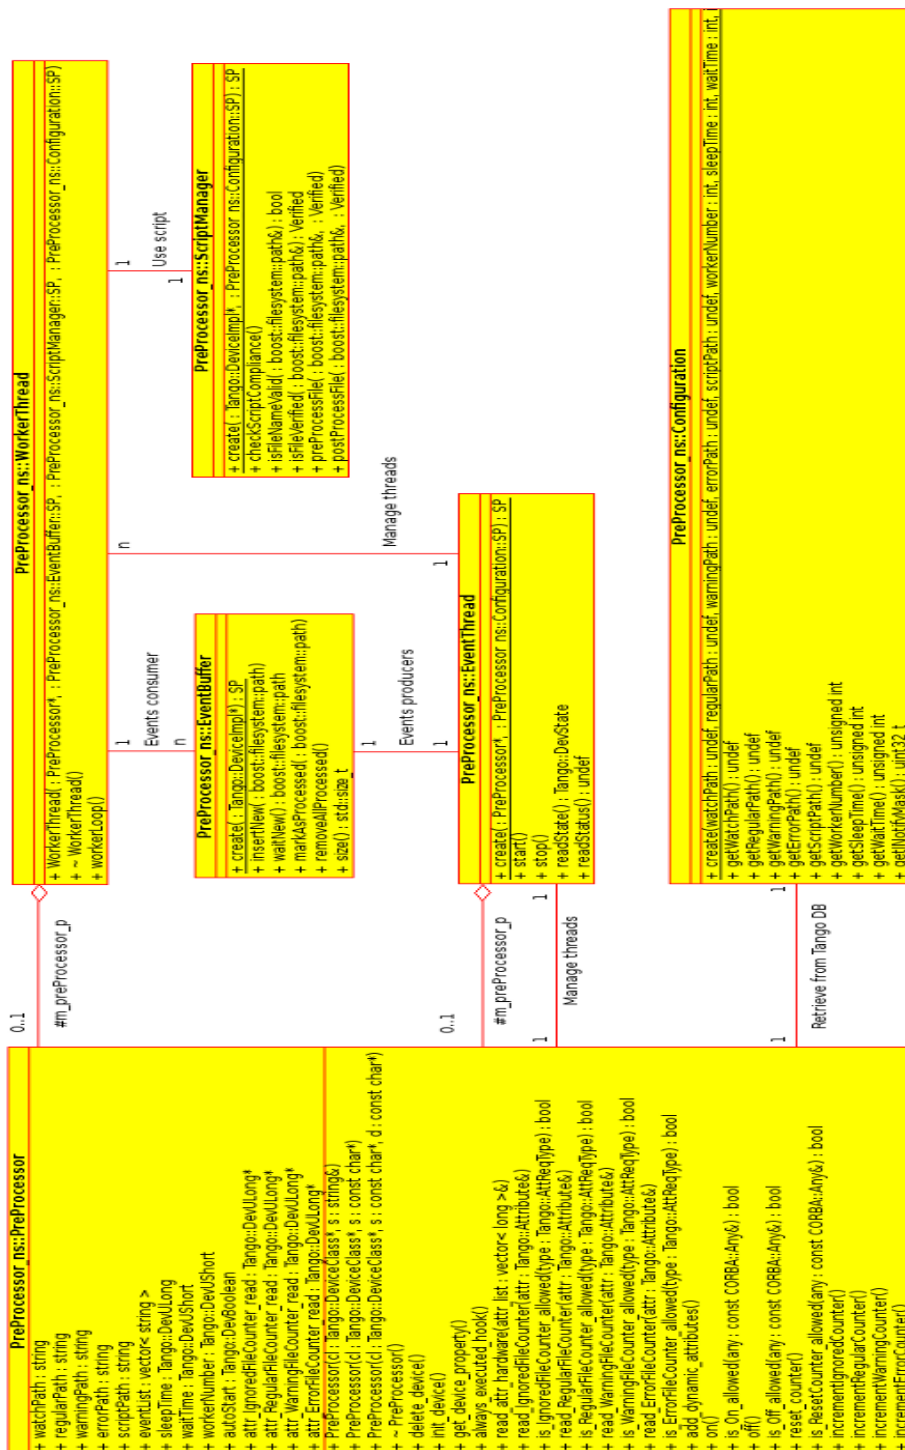 PreProcessor_ns::PreProcessor
+ watchPath : string
+ regularPath : string
+ warningPath : string
+ errorPath : string
+ scriptPath : string
+ eventList : vector< string >
+ sleepTime : Tango::DevULong
+ waitTime : Tango::DevUShort
+ workerNumber : Tango::DevUShort
+ autoStart : Tango::DevBoolean
+ attr_IgnoredFileCounter_read : Tango::DevULong*
+ attr_RegularFileCounter_read : Tango::DevULong*
+ attr_WarningFileCounter_read : Tango::DevULong*
+ attr_ErrorFileCounter_read : Tango::DevULong*
+ PreProcessor(cl : Tango::DeviceClass*, s : string&)
+ PreProcessor(cl : Tango::DeviceClass*, s : const char*)
+ PreProcessor(cl : Tango::DeviceClass*, s : const char*, d : const char*)
+ ~ PreProcessor()
+ delete_device()
+ init_device()
+ get_device_property()
+ always_executed_hook()
+ read_attr_hardware(attr_list : vector< long >&)
+ read_IgnoredFileCounter(attr : Tango::Attribute&)
+ is_IgnoredFileCounter_allowed(type : Tango::AttReqType) : bool
+ read_RegularFileCounter(attr : Tango::Attribute&)
+ is_RegularFileCounter_allowed(type : Tango::AttReqType) : bool
+ read_WarningFileCounter(attr : Tango::Attribute&)
+ is_WarningFileCounter_allowed(type : Tango::AttReqType) : bool
+ read_ErrorFileCounter(attr : Tango::Attribute&)
+ is_ErrorFileCounter_allowed(type : Tango::AttReqType) : bool
+ add_dynamic_attributes()
+ on()
+ is_On_allowed(any : const CORBA::Any&) : bool
+ off()
+ is_Off_allowed(any : const CORBA::Any&) : bool
+ reset_counter()
+ is_ResetCounter_allowed(any : const CORBA::Any&) : bool
+ incrementIgnoredCounter()
+ incrementRegularCounter()
+ incrementWarningCounter()
+ incrementErrorCounter()
0..1
#m_preProcessor_p
0..1
#m_preProcessor_p
1
Manage threads
1
1
Retrieve from Tango DB
1
PreProcessor_ns::WorkerThread
+ WorkerThread( : PreProcessor*, : PreProcessor_ns::EventBuffer::SP, : PreProcessor_ns::ScriptManager::SP, : PreProcessor_ns::Configuration::SP)
+ ~ WorkerThread()
+ workerLoop()
1
Events consumer
n
n
Manage threads
1
1
Use script
1
PreProcessor_ns::EventBuffer
+ create( : Tango::DeviceImpl*) : SP
+ insertNew( : boost::filesystem::path)
+ waitNew() : boost::filesystem::path
+ markAsProcessed( : boost::filesystem::path)
+ removeAllProcessed()
+ size() : std::size_t
1
Events producers
1
PreProcessor_ns::ScriptManager
+ create( : Tango::DeviceImpl*, : PreProcessor_ns::Configuration::SP) : SP
+ checkScriptCompliance()
+ isFileNameValid( : boost::filesystem::path&) : bool
+ isFileVerified( : boost::filesystem::path&) : Verified
+ preProcessFile( : boost::filesystem::path&, : Verified)
+ postProcessFile( : boost::filesystem::path&, : Verified)
PreProcessor_ns::EventThread
+ create( : PreProcessor*, : PreProcessor_ns::Configuration::SP) : SP
+ start()
+ stop()
+ readState() : Tango::DevState
+ readStatus() : undef
PreProcessor_ns::Configuration
+ create(watchPath : undef, regularPath : undef, warningPath : undef, errorPath : undef, scriptPath : undef, workerNumber : int, sleepTime : int, waitTime : int,
+ getWatchPath() : undef
+ getRegularPath() : undef
+ getWarningPath() : undef
+ getErrorPath() : undef
+ getScriptPath() : undef
+ getWorkerNumber() : unsigned int
+ getSleepTime() : unsigned int
+ getWaitTime() : unsigned int
+ getINotifyMask() : uint32_t